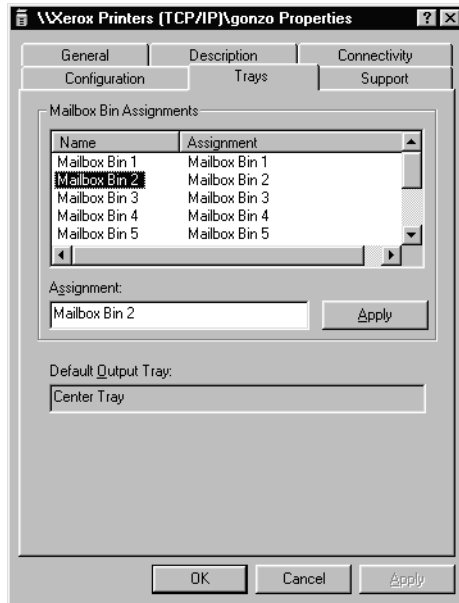 \\Xerox Printers (TCP/IP)\gonzo Properties
General Description Connectivity
Configuration Trays Support
Mailbox Bin Assignments
Name Assignment
Mailbox Bin 1 Mailbox Bin 1
Mailbox Bin 2 Mailbox Bin 2
Mailbox Bin 3 Mailbox Bin 3
Mailbox Bin 4 Mailbox Bin 4
Mailbox Bin 5 Mailbox Bin 5
Assignment:
Mailbox Bin 2 Apply
Default Output Tray:
Center Tray
OK Cancel Apply